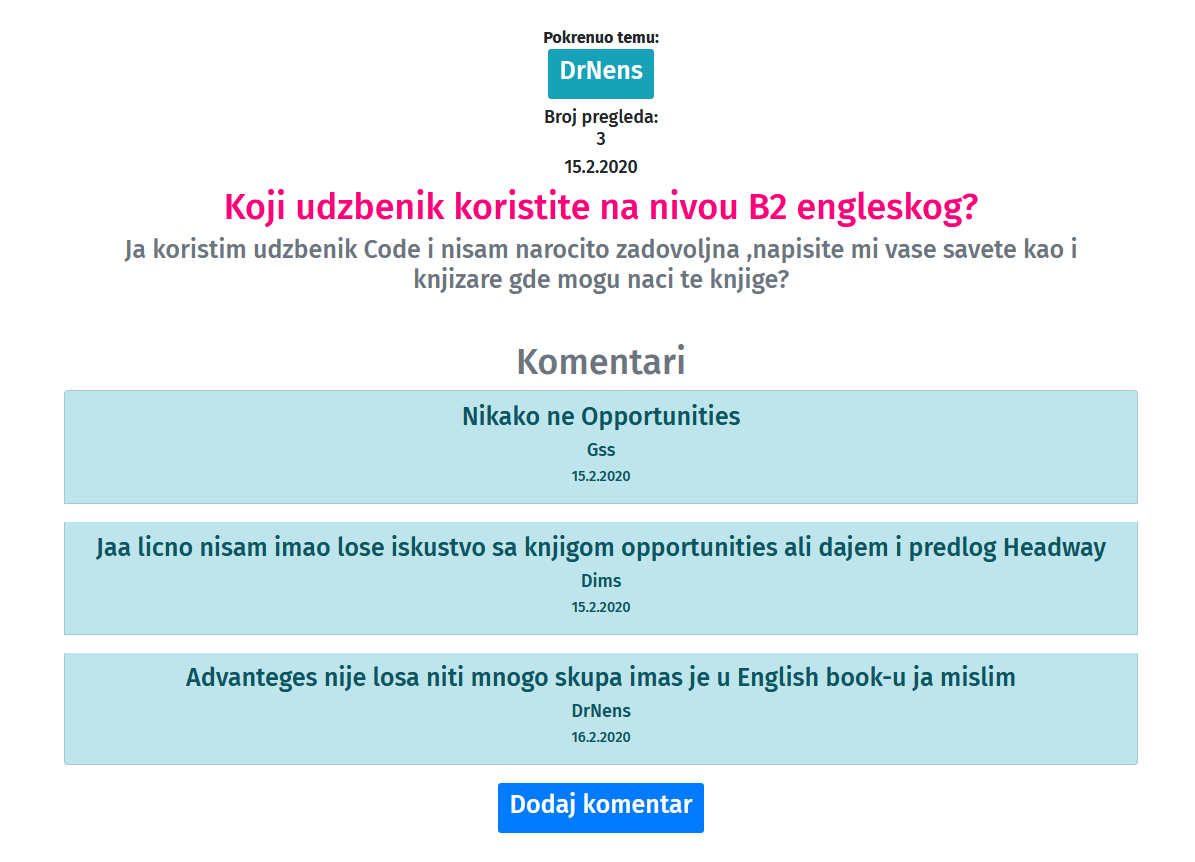 Pokrenuo temu:
DrNens
Broj pregleda:
3
15.2.2020
Koji udzbenik koristite na nivou B2 engleskog?
Ja koristim udzbenik Code i nisam narocito zadovoljna ,napisite mi vase savete kao i
knjizare gde mogu naci te knjige?
Komentari
Nikako ne Opportunities
Gss
15.2.2020
Jaa licno nisam imao lose iskustvo sa knjigom opportunities ali dajem i predlog Headway
Dims
15.2.2020
Advanteges nije losa niti mnogo skupa imas je u English book-u ja mislim
DrNens
16.2.2020
Dodaj komentar